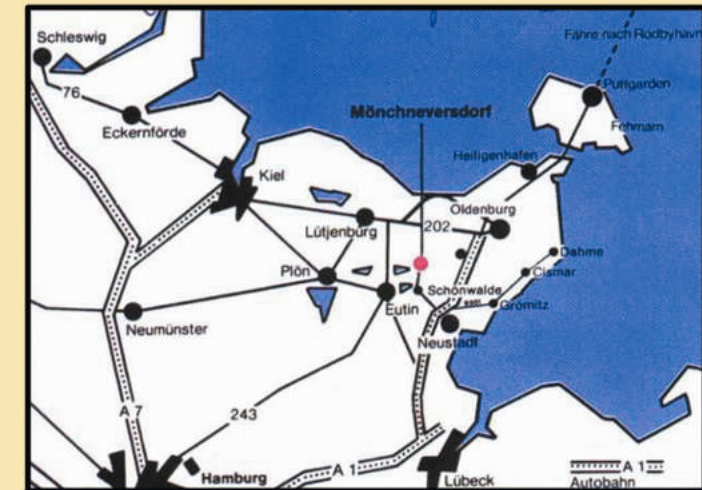 Schleswig
Fähre nach Rödbyhavn
76
Puttgarden
Eckernförde
Mönchneversdorf
Fehmarn
Heiligenhafen
Kiel
Oldenburg
202
Lütjenburg
Dahme
Plön
Cismar
Schönwalde
Eutin
Grömitz
Neumünster
Neustadt
A 7
243
A 1
Hamburg
Lübeck
A 1
Autobahn